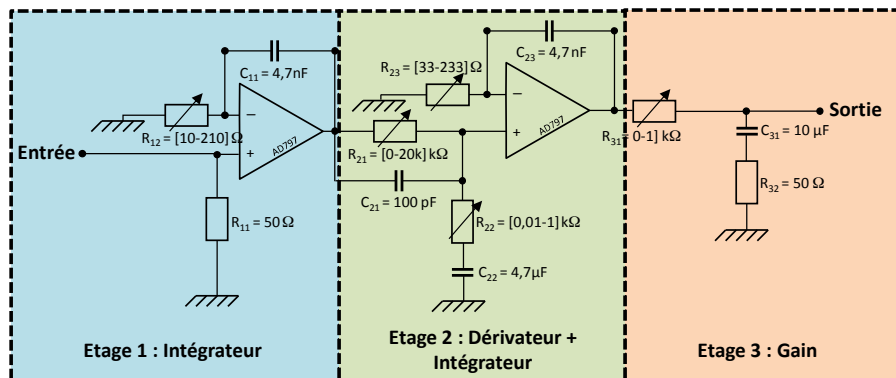 C11 = 4,7nF
R12 = [10-210] Ω
−
+
AD797
Entrée
R11 = 50 Ω
Etage 1 : Intégrateur
C23 = 4,7nF
R23 = [33-233] Ω
−
+
AD797
R21 = [0-20k] kΩ
C21 = 100 pF
R22 = [0,01-1] kΩ
C22 = 4,7µF
Etage 2 : Dérivateur +
Intégrateur
Sortie
R31 = 0-1] kΩ
C31 = 10 µF
R32 = 50 Ω
Etage 3 : Gain